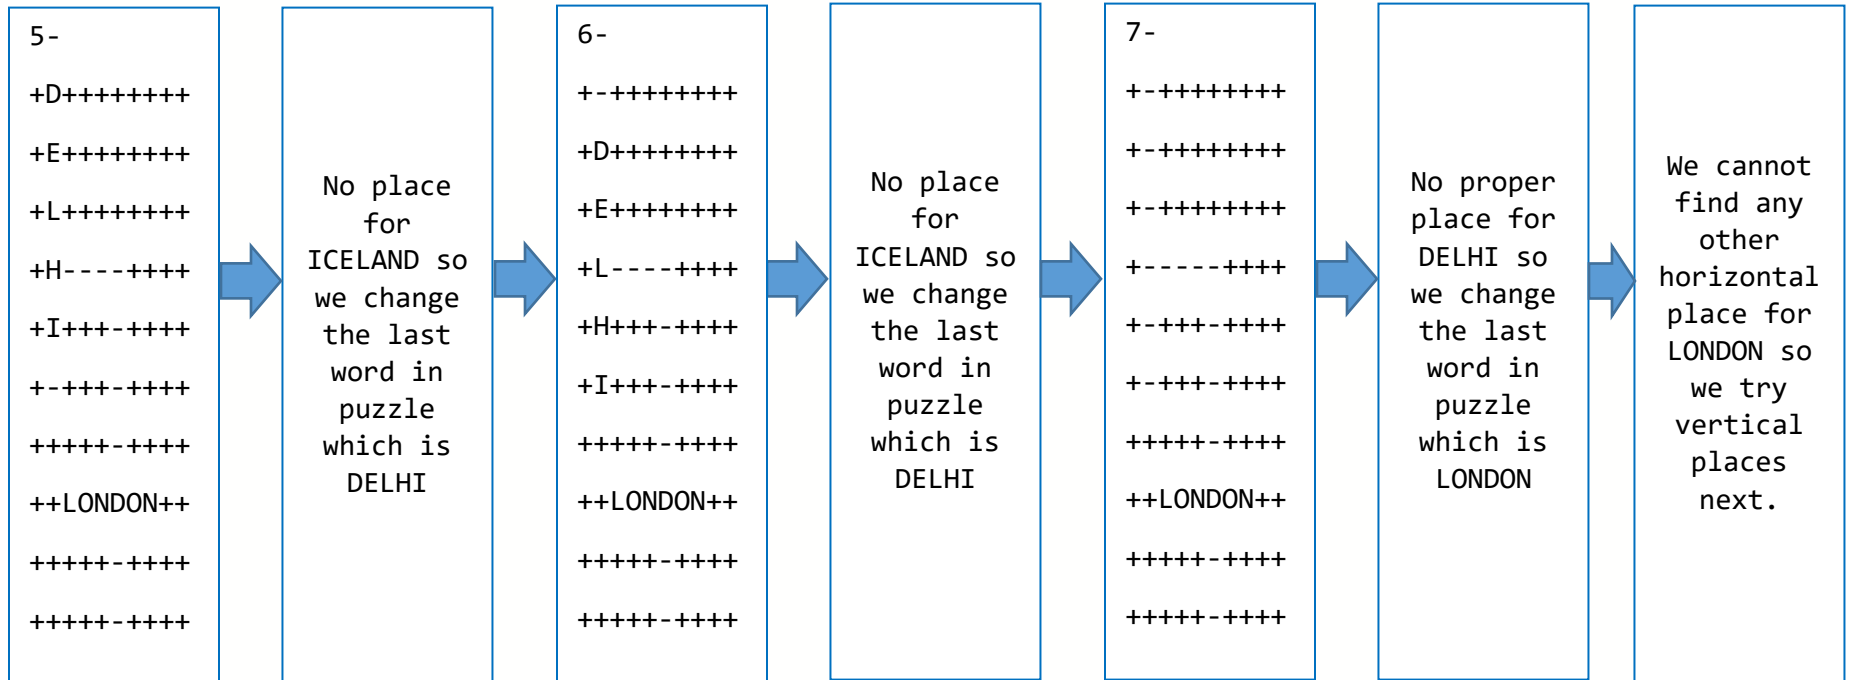 5-
+D++++++++
+E++++++++
+L++++++++
+H----++++
+I+++-++++
+-+++-++++
+++++-++++
++LONDON++
+++++-++++
+++++-++++
No place
for
ICELAND so
we change
the last
word in
puzzle
which is
DELHI
6-
+-++++++++
+D++++++++
+E++++++++
+L----++++
+H+++-++++
+I+++-++++
+++++-++++
++LONDON++
+++++-++++
+++++-++++
No place
for
ICELAND so
we change
the last
word in
puzzle
which is
DELHI
7-
+-++++++++
+-++++++++
+-++++++++
+-----++++
+-+++-++++
+-+++-++++
+++++-++++
++LONDON++
+++++-++++
+++++-++++
No proper
place for
DELHI so
we change
the last
word in
puzzle
which is
LONDON
We cannot
find any
other
horizontal
place for
LONDON so
we try
vertical
places
next.